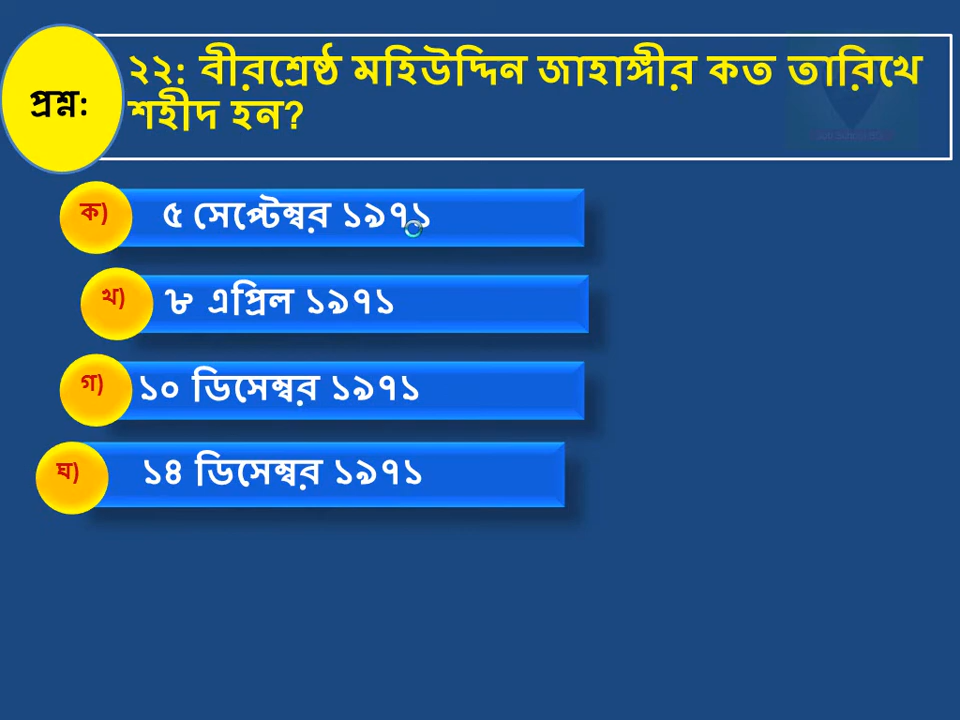 প্রশ্ন:
২২: বীরশ্রেষ্ঠ মহিউদ্দিন জাহাঙ্গীর কত তারিখে
শহীদ হন?
ক) ৫ সেপ্টেম্বর ১৯৭১
খ) ৮ এপ্রিল ১৯৭১
গ) ১০ ডিসেম্বর ১৯৭১
ঘ) ১৪ ডিসেম্বর ১৯৭১